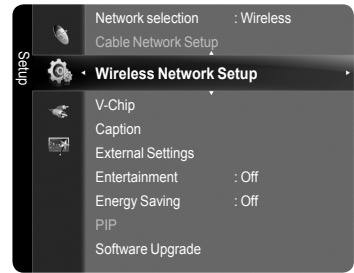 Setup
Network selection : Wireless
Cable Network Setup
Wireless Network Setup
V-Chip
Caption
External Settings
Entertainment : Off
Energy Saving : Off
PIP
Software Upgrade